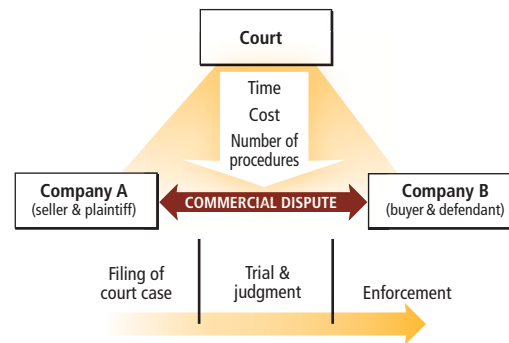 Court
Time
Cost
Number of
procedures
Company A
(seller & plaintiff)
COMMERCIAL DISPUTE
Company B
(buyer & defendant)
Filing of
court case
Trial &
judgment
Enforcement